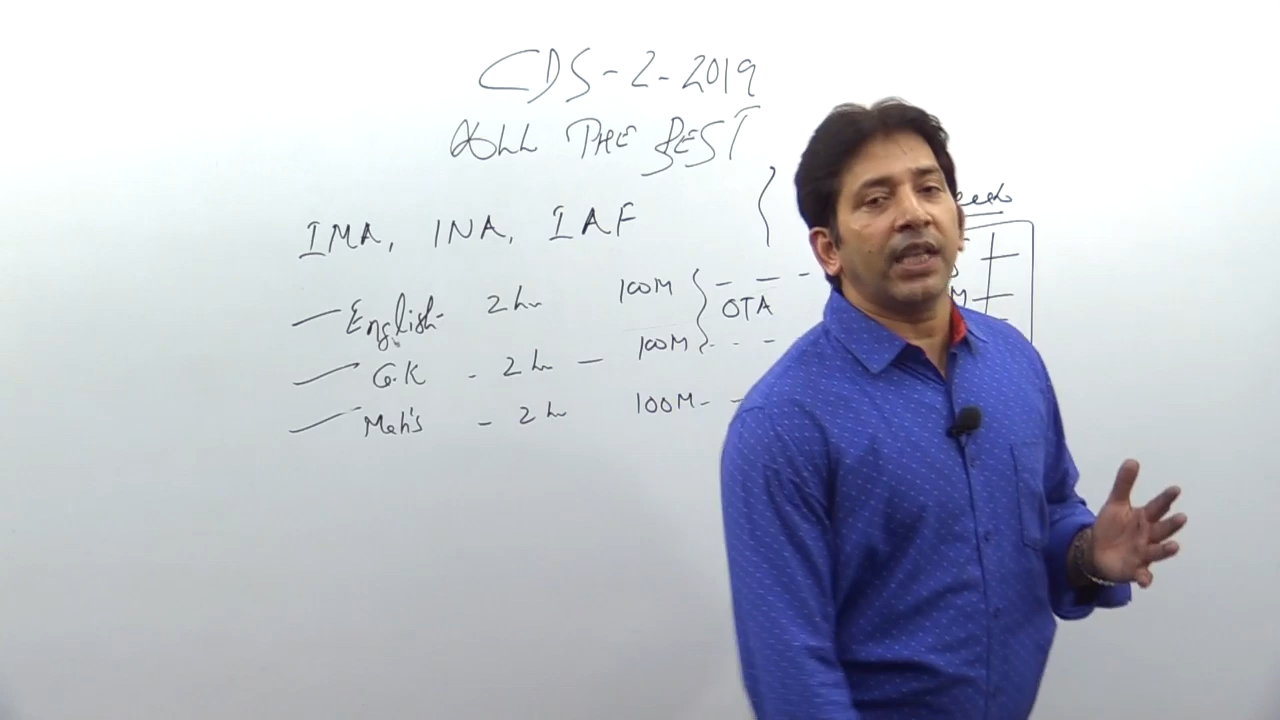 CDS-2-2019
ALL THE BEST
IMA, INA, IAF
English 2 hr 100M
OTA
G.K - 2 hr - 100M
Math's - 2 hr 100M -